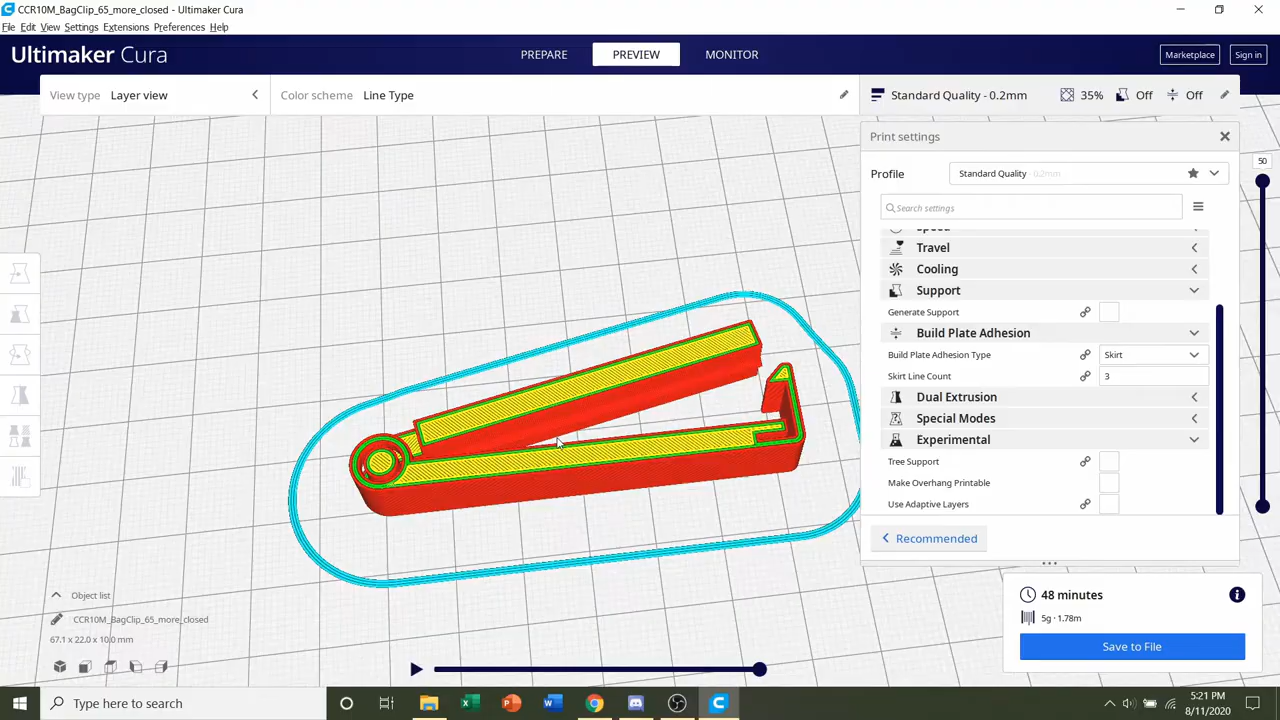 CCR10M_BagClip_65_more_closed - Ultimaker Cura
File Edit View Settings Extensions Preferences Help
Ultimaker Cura
PREPARE
PREVIEW
MONITOR
Marketplace
Sign in
View type Layer view
Color scheme Line Type
Standard Quality - 0.2mm
35%
Off
Off
Print settings
50
Profile
Standard Quality - 0.2mm
Search settings
Speed
Travel
Cooling
Support
Generate Support
Build Plate Adhesion
Build Plate Adhesion Type Skirt
Skirt Line Count 3
Dual Extrusion
Special Modes
Experimental
Tree Support
Make Overhang Printable
Use Adaptive Layers
Recommended
Object list
CCR10M_BagClip_65_more_closed
67.1 x 22.0 x 10.0 mm
48 minutes
5g · 1.78m
Save to File
Type here to search
5:21 PM
8/11/2020